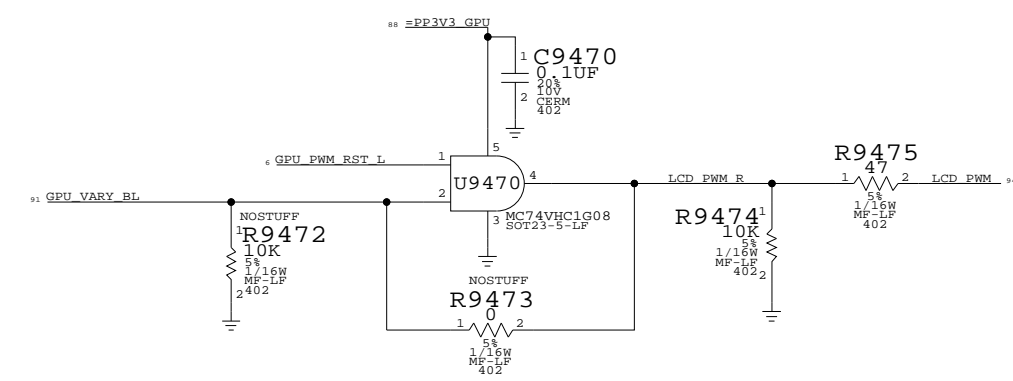 88 =PP3V3_GPU
1 C9470
0.1UF
20%
10V
2 CERM
402
5
6 GPU_PWM_RST_L 1
U9470 4
91 GPU_VARY_BL 2
3 MC74VHC1G08
SOT23-5-LF
LCD_PWM_R
R9475
47
1 2 LCD_PWM
5%
1/16W
MF-LF
402
NOSTUFF
1 R9472
10K
5%
1/16W
MF-LF
2 402
R9474 1
10K
5%
1/16W
MF-LF
402 2
NOSTUFF
R9473
0
1 2
5%
1/16W
MF-LF
402